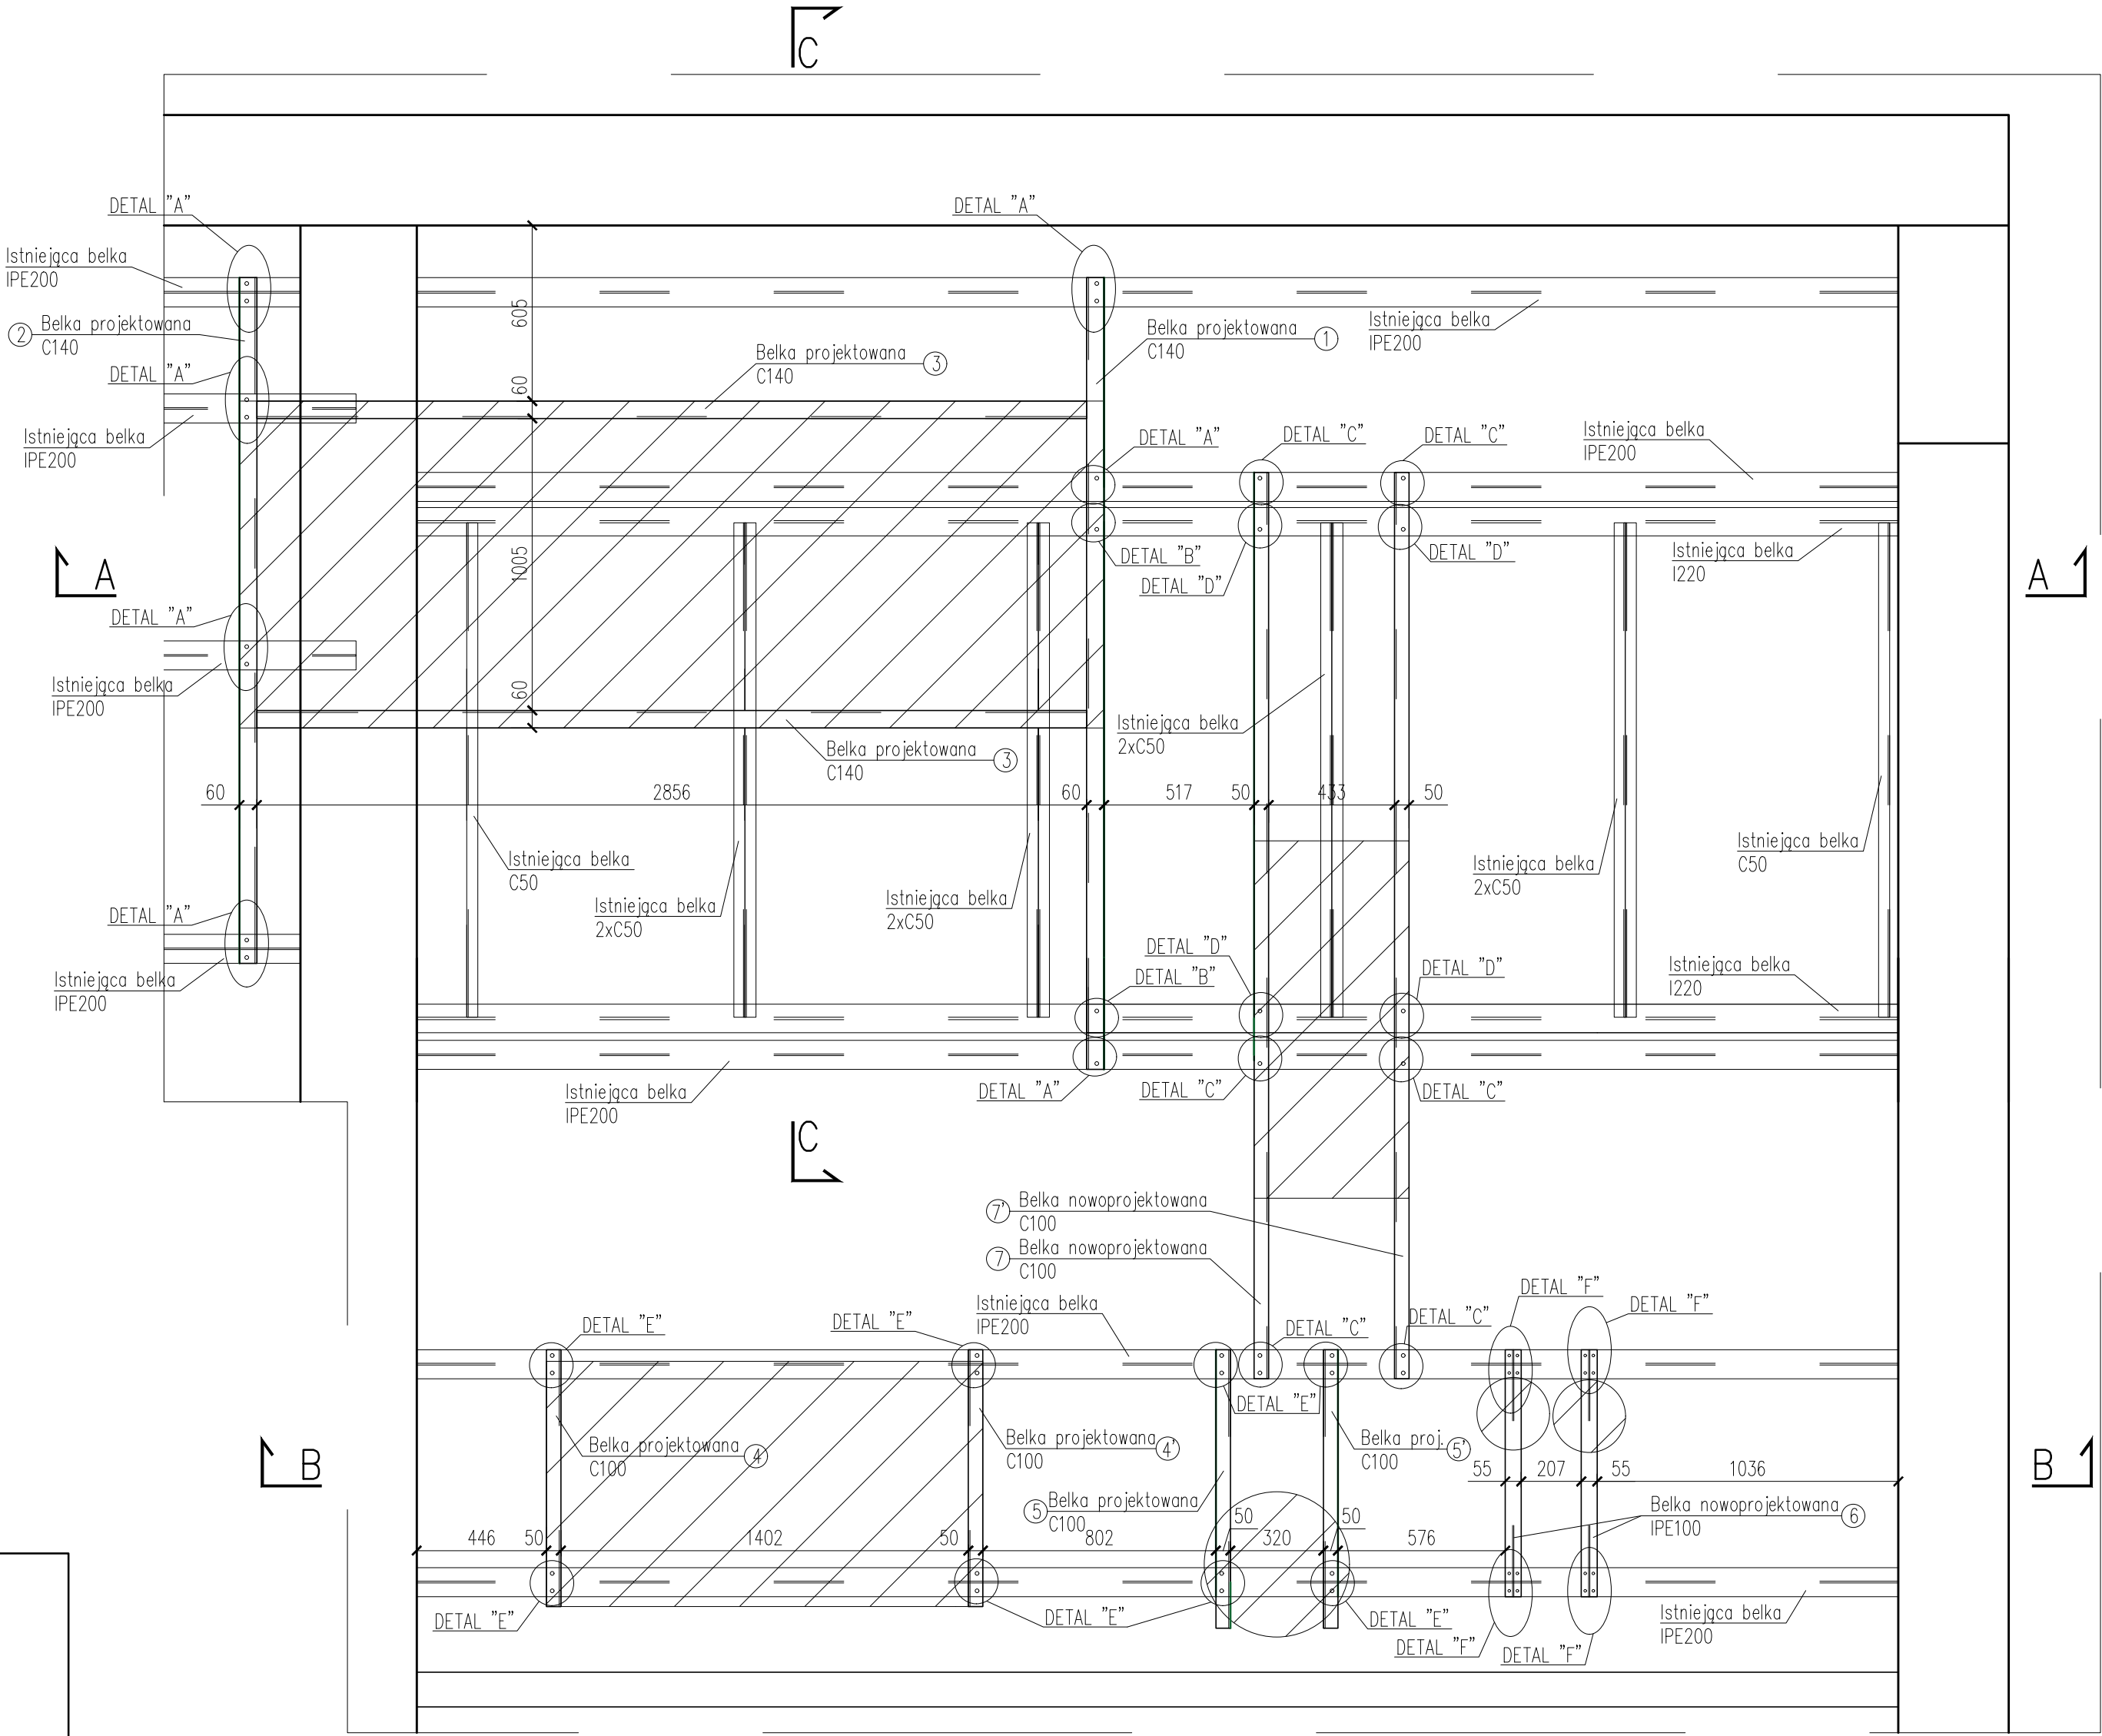 C
DETAL "A"
DETAL "A"
Istniejąca belka
IPE200
2
Belka projektowana
C140
605
Belka projektowana
C140
1
Istniejąca belka
IPE200
Belka projektowana
C140
3
DETAL "A"
60
Istniejąca belka
IPE200
DETAL "A"
DETAL "C"
DETAL "C"
Istniejąca belka
IPE200
A
1005
DETAL "B"
DETAL "D"
DETAL "D"
Istniejąca belka
I220
A
DETAL "A"
Istniejąca belka
IPE200
60
Belka projektowana
C140
3
Istniejąca belka
2xC50
60
2856
60
517
50
433
50
Istniejąca belka
C50
Istniejąca belka
2xC50
Istniejąca belka
2xC50
Istniejąca belka
2xC50
Istniejąca belka
C50
DETAL "A"
Istniejąca belka
IPE200
DETAL "D"
DETAL "B"
DETAL "D"
Istniejąca belka
I220
Istniejąca belka
IPE200
DETAL "A"
DETAL "C"
DETAL "C"
C
7'
Belka nowoprojektowana
C100
7
Belka nowoprojektowana
C100
DETAL "E"
DETAL "E"
Istniejąca belka
IPE200
DETAL "C"
DETAL "C"
DETAL "F"
DETAL "F"
DETAL "E"
B
Belka projektowana
C100
4
Belka projektowana
C100
4'
Belka proj.
C100
5'
55
207
55
1036
B
5
Belka projektowana
C100
Belka nowoprojektowana
IPE100
6
446
50
1402
50
802
50
320
50
576
DETAL "E"
DETAL "E"
DETAL "E"
DETAL "F"
DETAL "F"
Istniejąca belka
IPE200